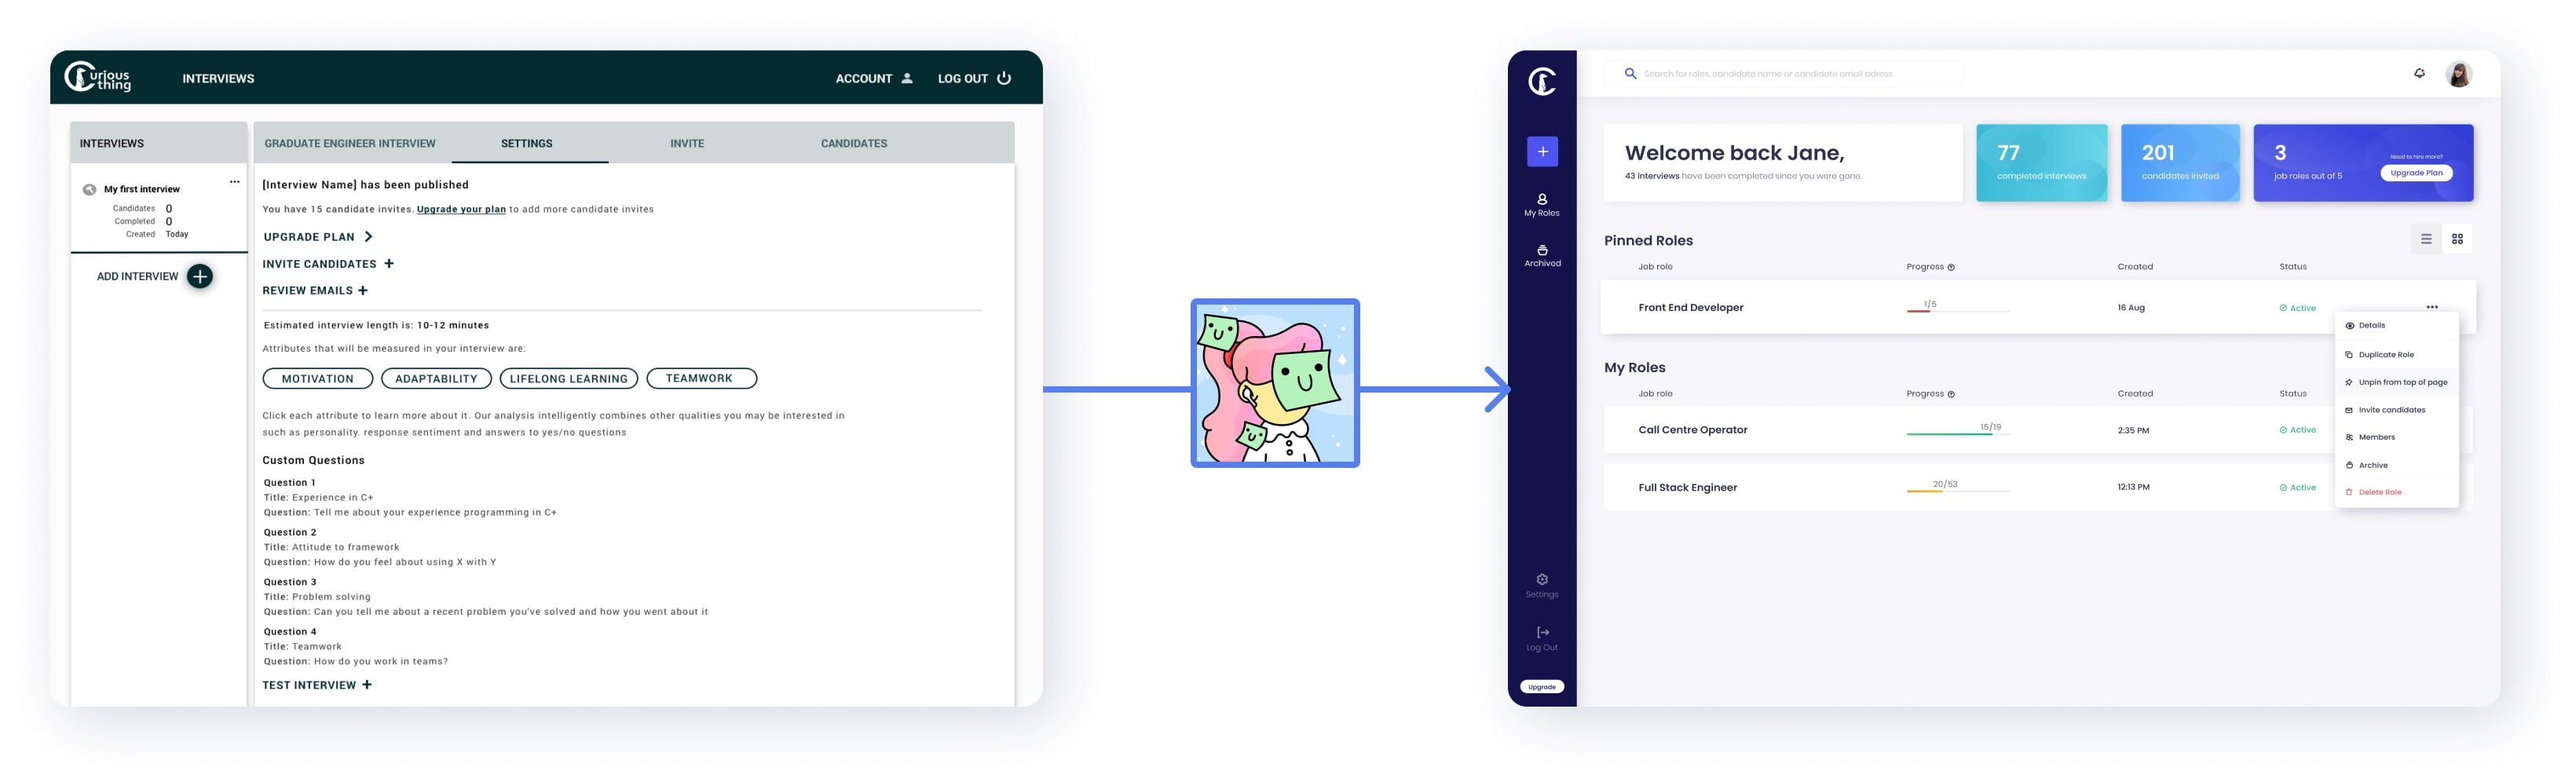 Curious thing
INTERVIEWS
ACCOUNT
LOG OUT
INTERVIEWS
My first interview
...
Candidates 0
Completed 0
Created Today
ADD INTERVIEW +
GRADUATE ENGINEER INTERVIEW
SETTINGS
INVITE
CANDIDATES
[Interview Name] has been published
You have 15 candidate invites. Upgrade your plan to add more candidate invites
UPGRADE PLAN >
INVITE CANDIDATES +
REVIEW EMAILS +
Estimated interview length is: 10-12 minutes
Attributes that will be measured in your interview are:
MOTIVATION
ADAPTABILITY
LIFELONG LEARNING
TEAMWORK
Click each attribute to learn more about it. Our analysis intelligently combines other qualities you may be interested in
such as personality. response sentiment and answers to yes/no questions
Custom Questions
Question 1
Title: Experience in C+
Question: Tell me about your experience programming in C+
Question 2
Title: Attitude to framework
Question: How do you feel about using X with Y
Question 3
Title: Problem solving
Question: Can you tell me about a recent problem you've solved and how you went about it
Question 4
Title: Teamwork
Question: How do you work in teams?
TEST INTERVIEW +
+
My Roles
Archived
Settings
Log Out
Upgrade
Search for roles, candidate name or candidate email adress
Welcome back Jane,
43 interviews have been completed since you were gone.
77
completed interviews
201
candidates invited
3
job roles out of 5
Need to hire more?
Upgrade Plan
Pinned Roles
Job role Progress Created Status
Front End Developer 1/5 16 Aug Active ...
My Roles
Job role Progress Created Status
Call Centre Operator 15/19 2:35 PM Active
Full Stack Engineer 20/53 12:13 PM Active
Details
Duplicate Role
Unpin from top of page
Invite candidates
Members
Archive
Delete Role